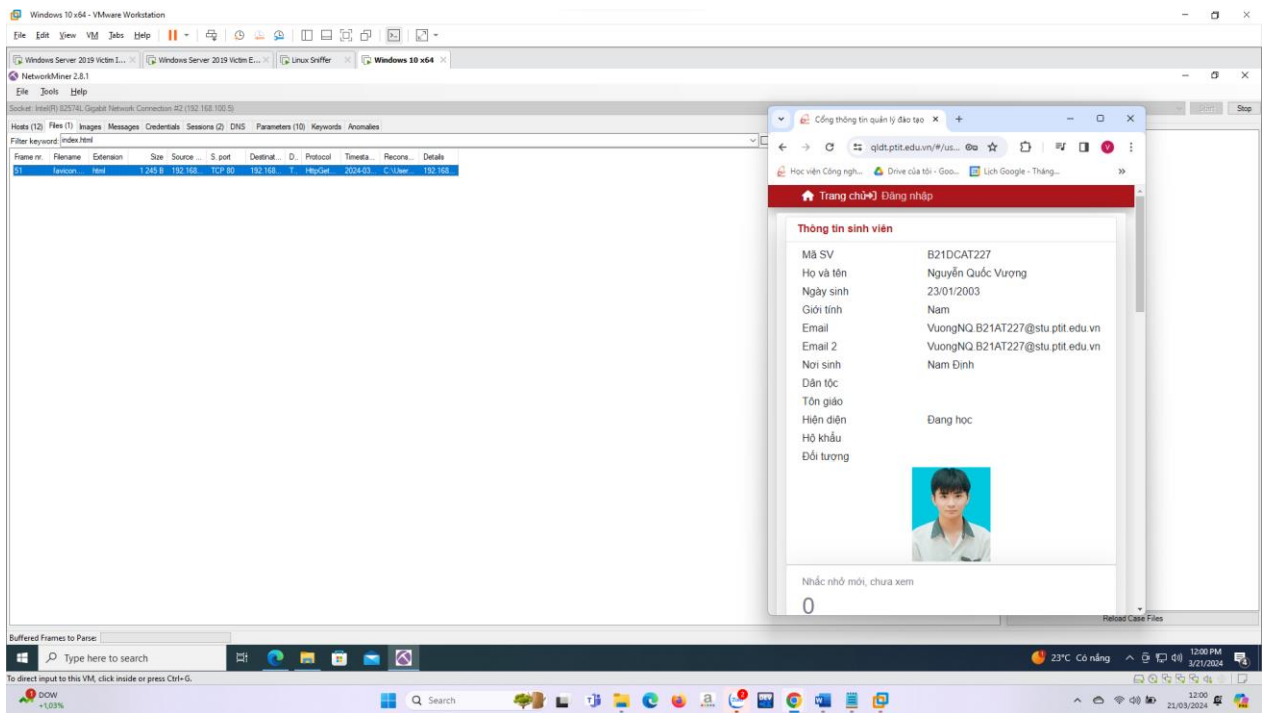 Windows 10 x64 - VMware Workstation
File Edit View VM Tabs Help
Windows Server 2019 Victim I... Windows Server 2019 Victim E... Linux Sniffer Windows 10 x64
NetworkMiner 2.8.1
File Tools Help
Socket: Intel(R) 82574L Gigabit Network Connection #2 (192.168.100.5)
Start Stop
Hosts (12) Files (1) Images Messages Credentials Sessions (2) DNS Parameters (10) Keywords Anomalies
Filter keyword: index.html
Frame nr. Filename Extension Size Source ... S. port Destinat... D.. Protocol Timesta... Recons... Details
51 favicon.... html 1 245 B 192.168... TCP 80 192.168... T.. HttpGet... 2024-03... C:\User... 192.168...
Cổng thông tin quản lý đào tạo
qldt.ptit.edu.vn/#/us...
Học viện Công ngh... Drive của tôi - Goo... Lịch Google - Tháng...
Trang chủ Đăng nhập
Thông tin sinh viên
Mã SV B21DCAT227
Họ và tên Nguyễn Quốc Vượng
Ngày sinh 23/01/2003
Giới tính Nam
Email VuongNQ.B21AT227@stu.ptit.edu.vn
Email 2 VuongNQ.B21AT227@stu.ptit.edu.vn
Nơi sinh Nam Định
Dân tộc
Tôn giáo
Hiện diện Đang học
Hộ khẩu
Đối tượng
Nhắc nhở mới, chưa xem
0
Reload Case Files
Buffered Frames to Parse:
Type here to search
23°C Có nắng
12:00 PM
3/21/2024
To direct input to this VM, click inside or press Ctrl+G.
DOW
+1,03%
Search
12:00
21/03/2024